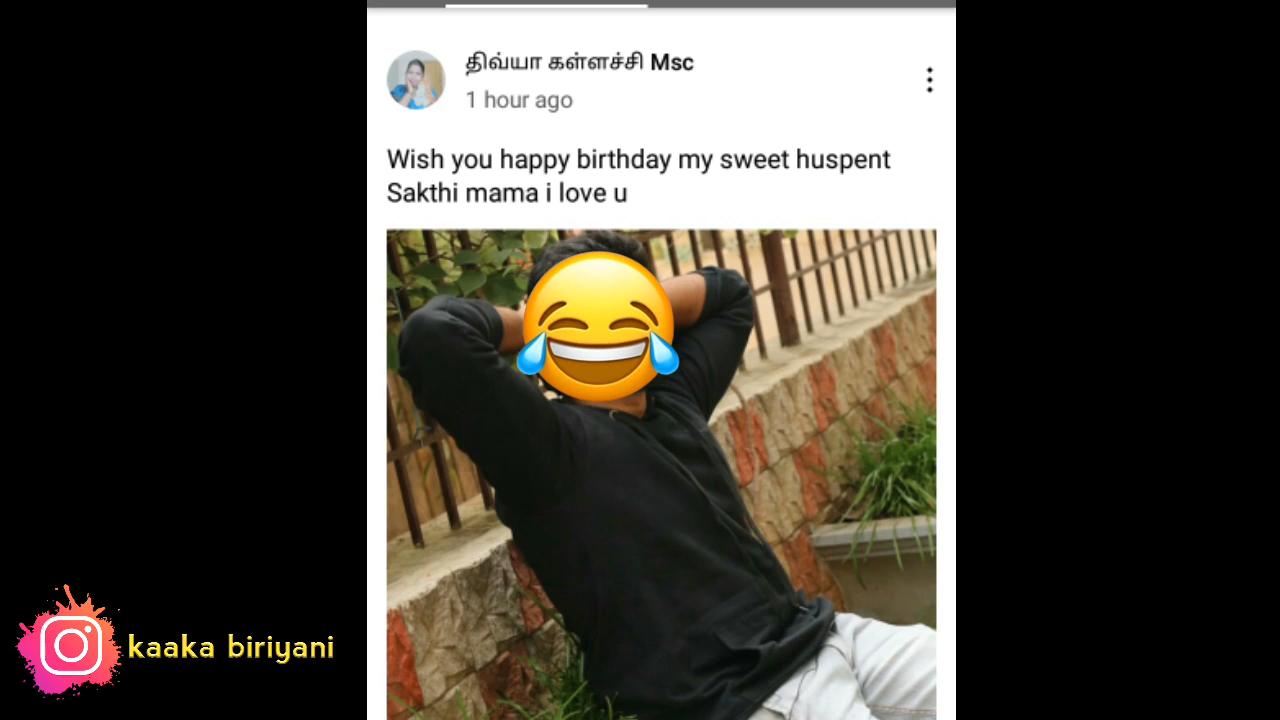 திவ்யா கள்ளச்சி Msc
1 hour ago
Wish you happy birthday my sweet huspent
Sakthi mama i love u
kaaka biriyani